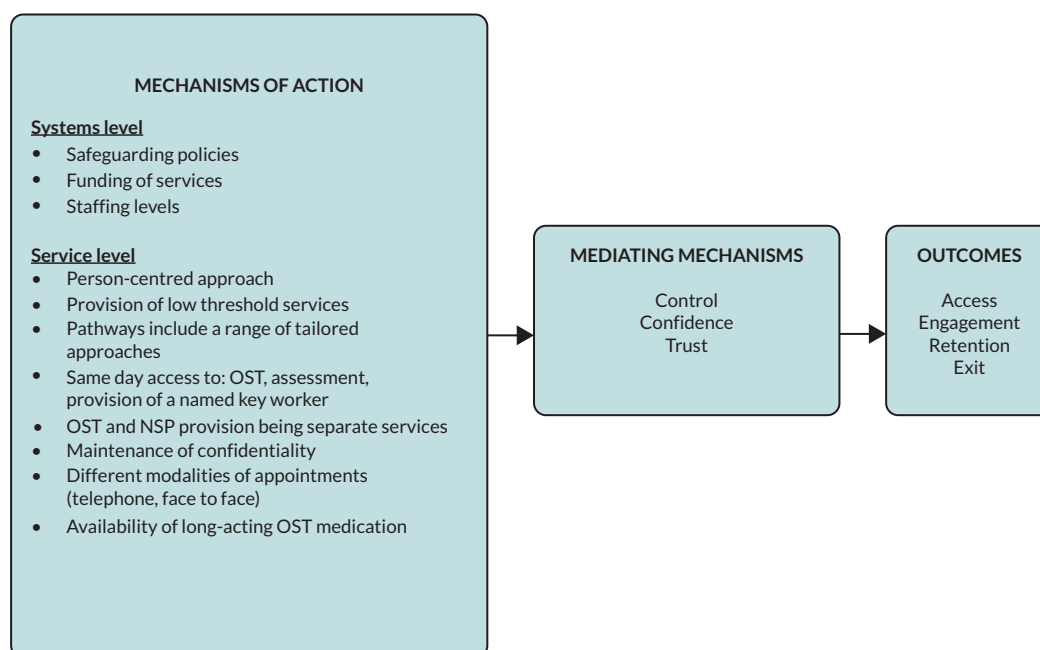 MECHANISMS OF ACTION
Systems level
• Safeguarding policies
• Funding of services
• Staffing levels
Service level
• Person-centred approach
• Provision of low threshold services
• Pathways include a range of tailored
approaches
• Same day access to: OST, assessment,
provision of a named key worker
• OST and NSP provision being separate services
• Maintenance of confidentiality
• Different modalities of appointments
(telephone, face to face)
• Availability of long-acting OST medication
MEDIATING MECHANISMS
Control
Confidence
Trust
OUTCOMES
Access
Engagement
Retention
Exit